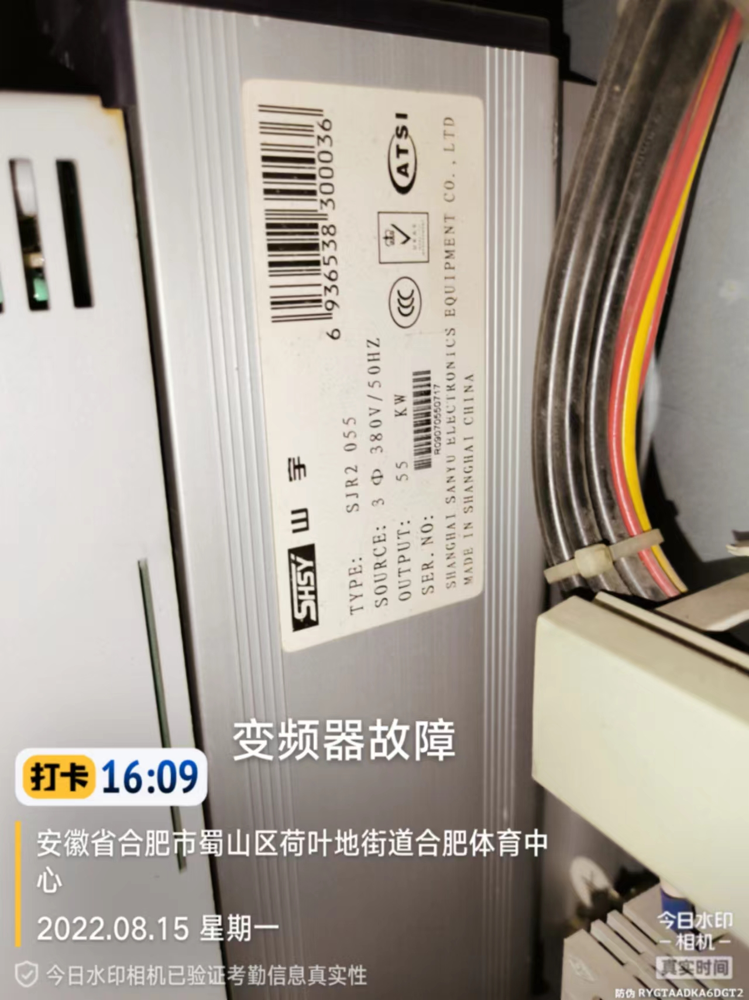 6 936538 300036
SHSY 山 宇
TYPE: SJR2 055
SOURCE: 3 Φ 380V/50HZ
OUTPUT: 55 KW
SER.NO:
R09070550717
CATSI
SHANGHAI SANYU ELECTRONICS EQUIPMENT CO., LTD
MADE IN SHANGHAI CHINA
变频器故障
打卡 16:09
安徽省合肥市蜀山区荷叶地街道合肥体育中
心
2022.08.15 星期一
今日水印相机已验证考勤信息真实性
今日水印
-相机-
真实时间
防伪 RYGTAADKA6DGT2